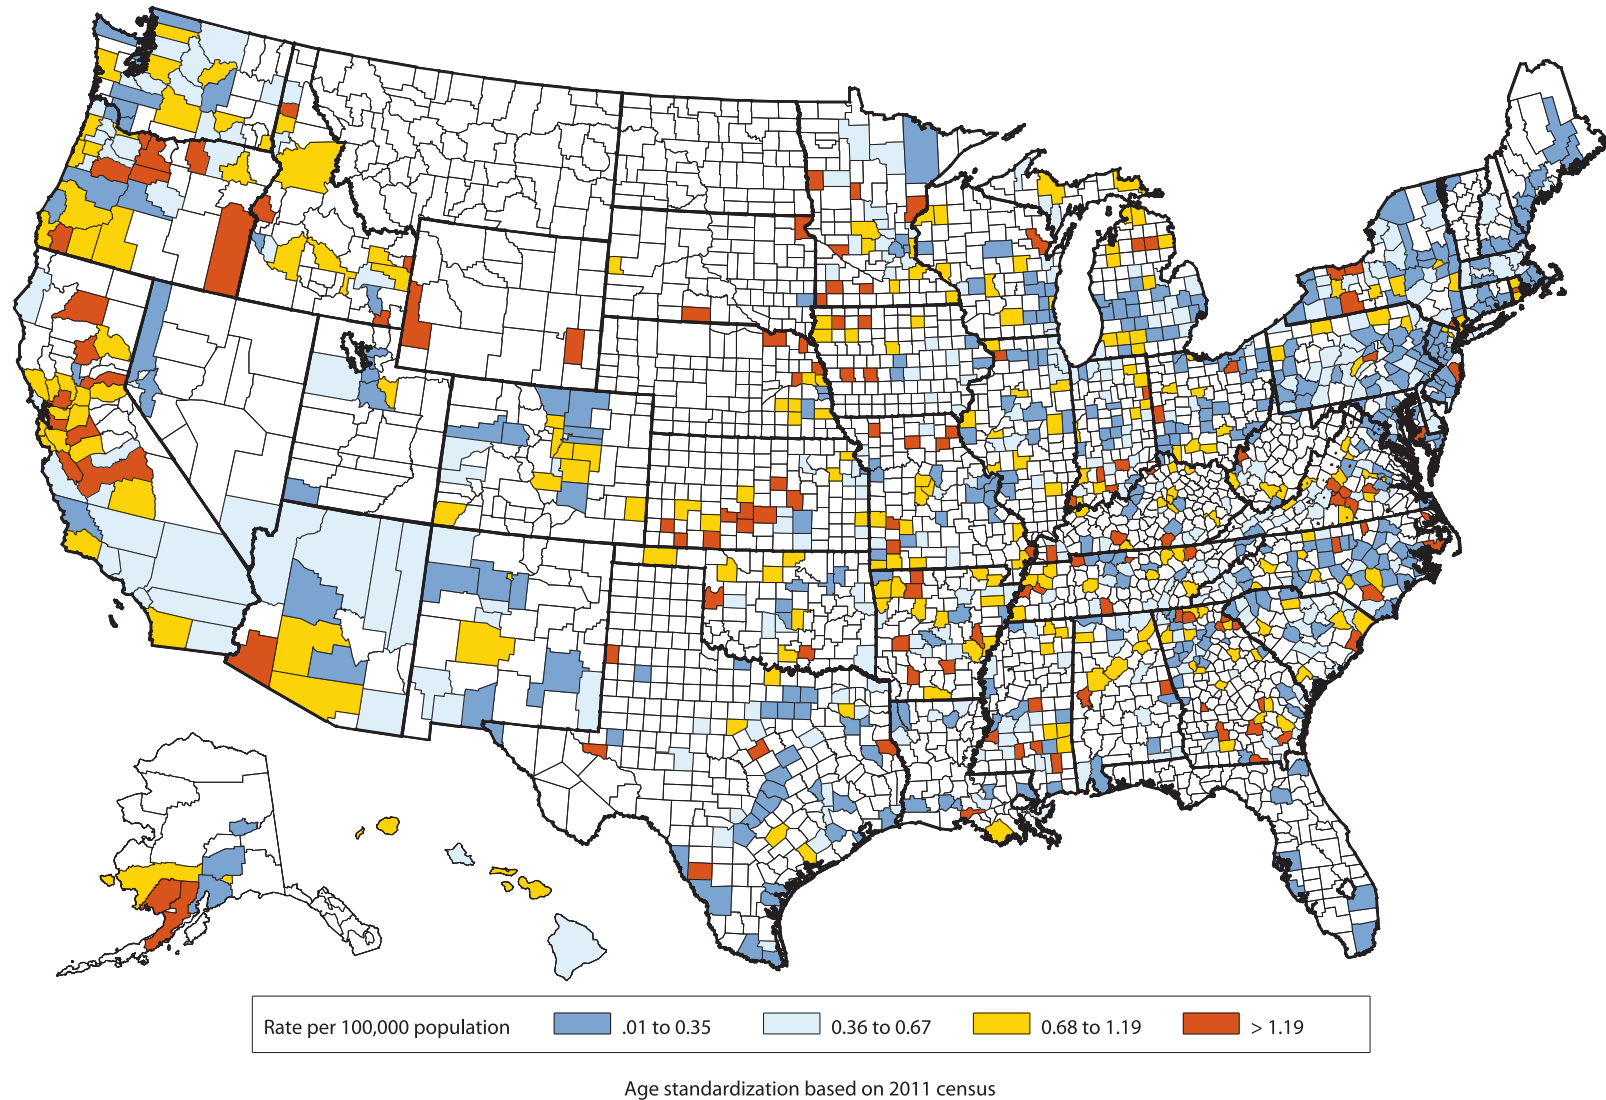 Rate per 100,000 population .01 to 0.35 0.36 to 0.67 0.68 to 1.19 > 1.19
Age standardization based on 2011 census